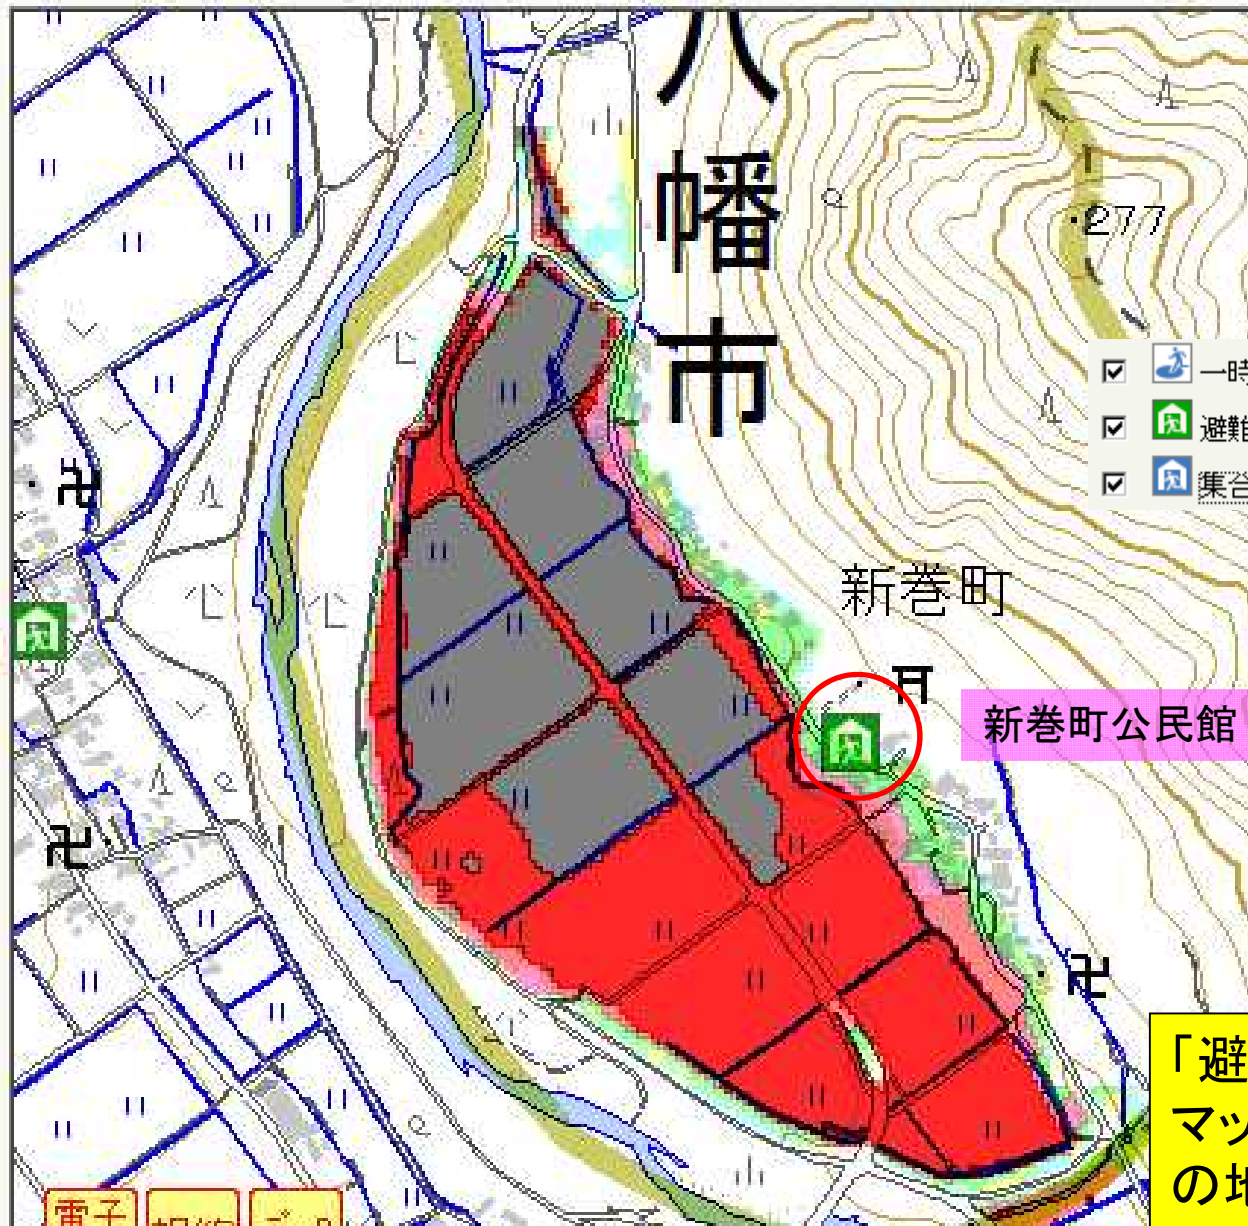 八幡市
・277
一時
避難
集合
新巻町
新巻町公民館
「避
マッ
の地
電子